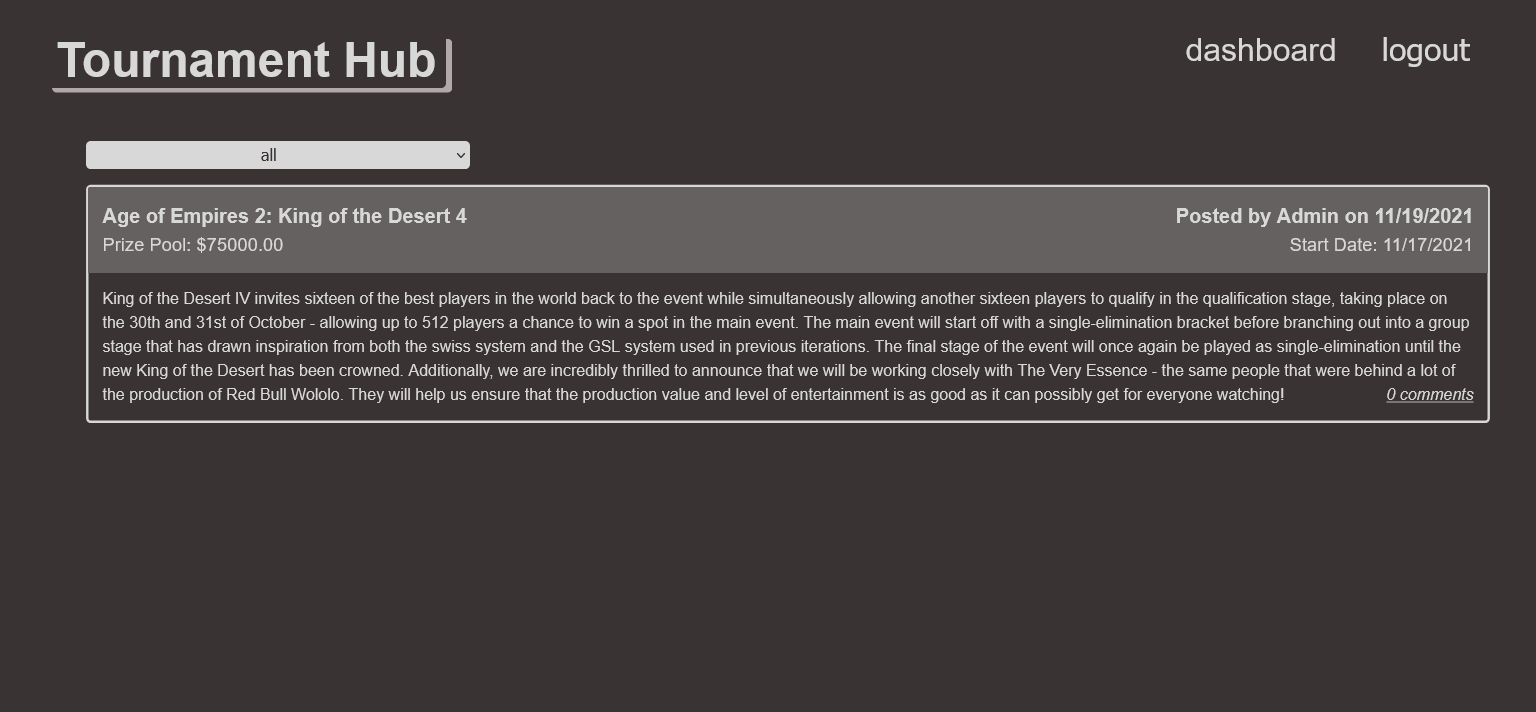 Tournament Hub
dashboard logout
all
Age of Empires 2: King of the Desert 4
Posted by Admin on 11/19/2021
Prize Pool: $75000.00
Start Date: 11/17/2021
King of the Desert IV invites sixteen of the best players in the world back to the event while simultaneously allowing another sixteen players to qualify in the qualification stage, taking place on
the 30th and 31st of October - allowing up to 512 players a chance to win a spot in the main event. The main event will start off with a single-elimination bracket before branching out into a group
stage that has drawn inspiration from both the swiss system and the GSL system used in previous iterations. The final stage of the event will once again be played as single-elimination until the
new King of the Desert has been crowned. Additionally, we are incredibly thrilled to announce that we will be working closely with The Very Essence - the same people that were behind a lot of
the production of Red Bull Wololo. They will help us ensure that the production value and level of entertainment is as good as it can possibly get for everyone watching!
0 comments